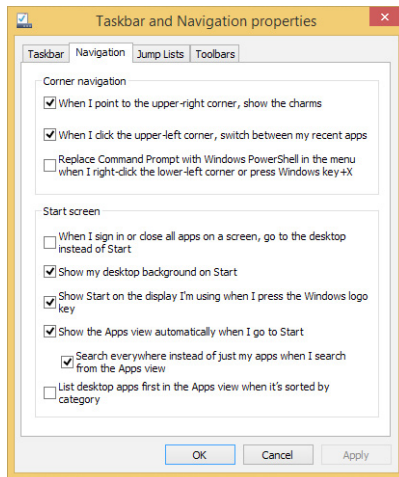 Taskbar and Navigation properties
Taskbar Navigation Jump Lists Toolbars
Corner navigation
When I point to the upper-right corner, show the charms
When I click the upper-left corner, switch between my recent apps
Replace Command Prompt with Windows PowerShell in the menu
when I right-click the lower-left corner or press Windows key+X
Start screen
When I sign in or close all apps on a screen, go to the desktop
instead of Start
Show my desktop background on Start
Show Start on the display I'm using when I press the Windows logo
key
Show the Apps view automatically when I go to Start
Search everywhere instead of just my apps when I search
from the Apps view
List desktop apps first in the Apps view when it's sorted by
category
OK Cancel Apply